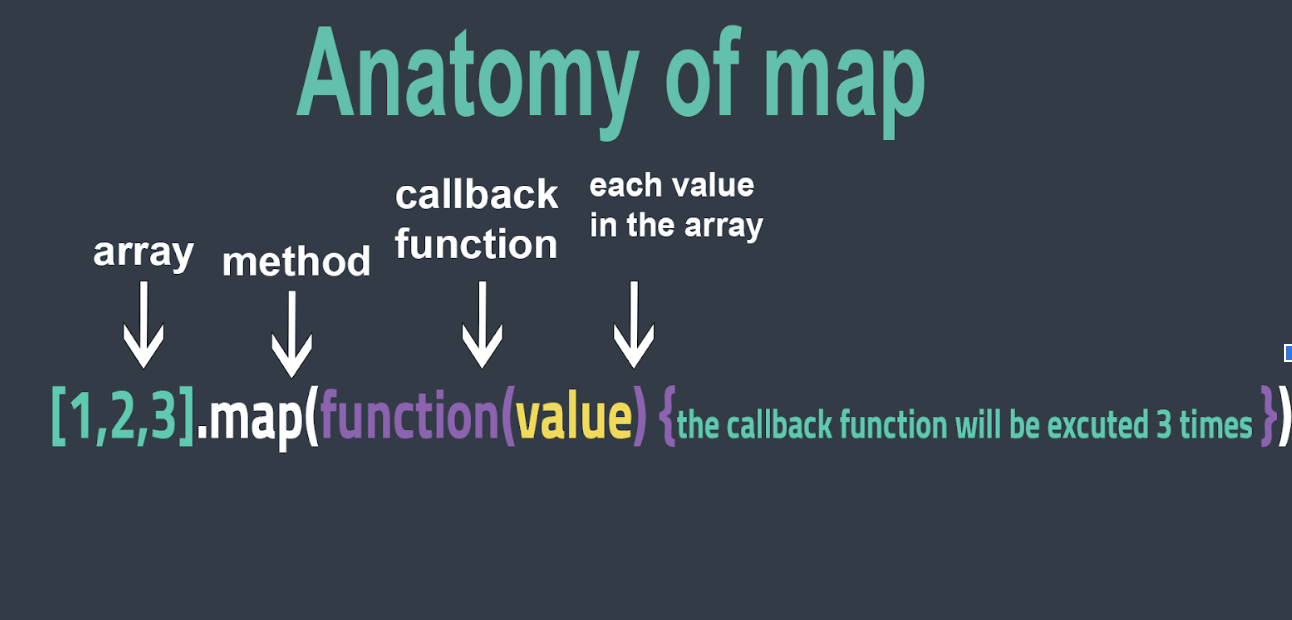 Anatomy of map
array
method
callback
function
each value
in the array
[1,2,3].map(function(value) {the callback function will be excuted 3 times })